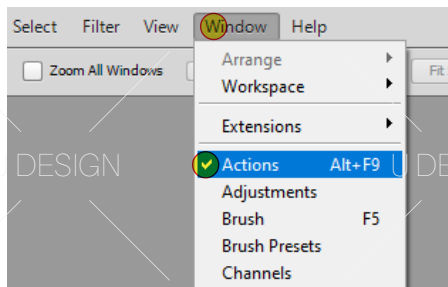 Select Filter View Window Help
Zoom All Windows
Fit
Arrange
Workspace
Extensions
Actions Alt+F9
Adjustments
Brush F5
Brush Presets
Channels
DESIGN
U DE